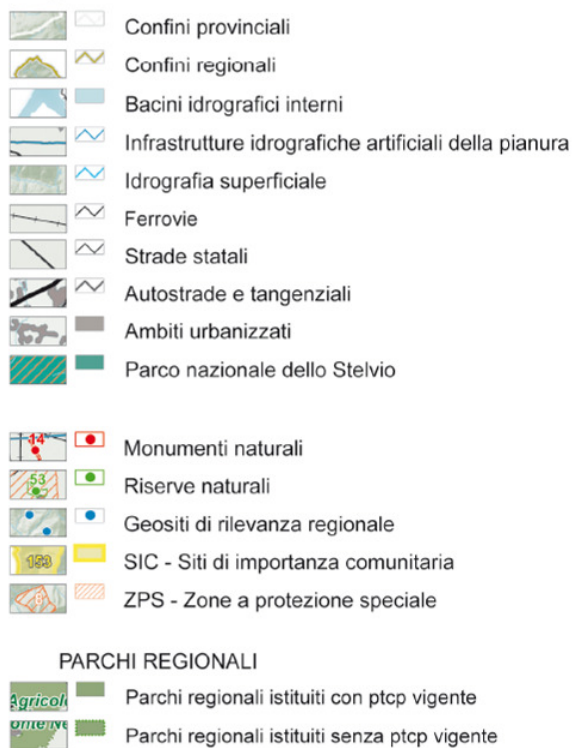 Confini provinciali
Confini regionali
Bacini idrografici interni
Infrastrutture idrografiche artificiali della pianura
Idrografia superficiale
Ferrovie
Strade statali
Autostrade e tangenziali
Ambiti urbanizzati
Parco nazionale dello Stelvio
14
Monumenti naturali
53
Riserve naturali
Geositi di rilevanza regionale
153
SIC - Siti di importanza comunitaria
ZPS - Zone a protezione speciale
PARCHI REGIONALI
Agricol
Parchi regionali istituiti con ptcp vigente
onte Ne
Parchi regionali istituiti senza ptcp vigente